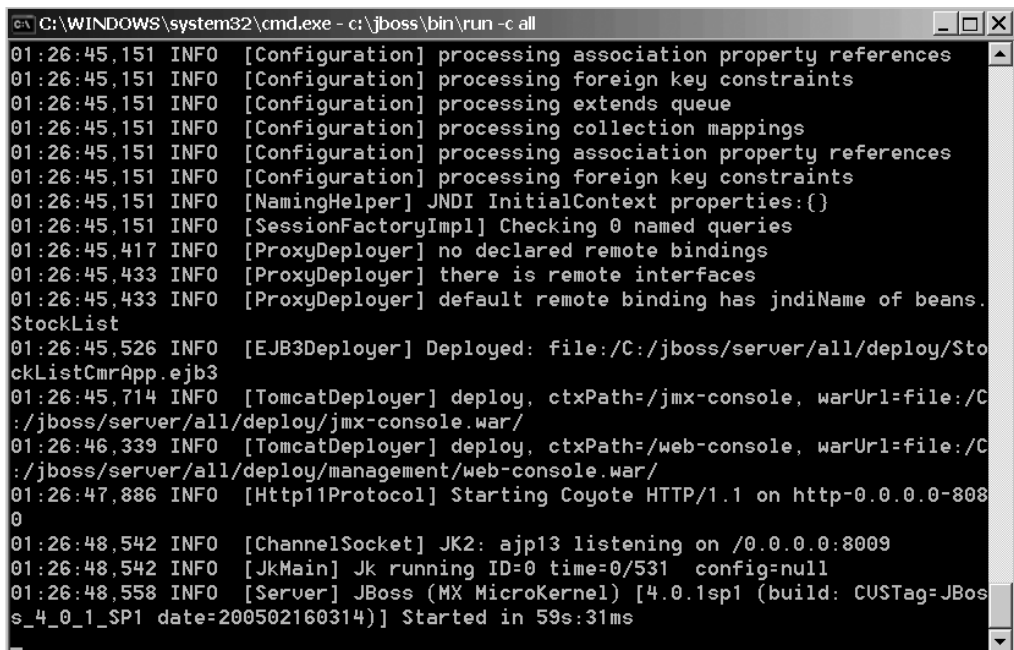 C:\WINDOWS\system32\cmd.exe - c:\jboss\bin\run -c all
01:26:45,151 INFO  [Configuration] processing association property references
01:26:45,151 INFO  [Configuration] processing foreign key constraints
01:26:45,151 INFO  [Configuration] processing extends queue
01:26:45,151 INFO  [Configuration] processing collection mappings
01:26:45,151 INFO  [Configuration] processing association property references
01:26:45,151 INFO  [Configuration] processing foreign key constraints
01:26:45,151 INFO  [NamingHelper] JNDI InitialContext properties:{}
01:26:45,151 INFO  [SessionFactoryImpl] Checking 0 named queries
01:26:45,417 INFO  [ProxyDeployer] no declared remote bindings
01:26:45,433 INFO  [ProxyDeployer] there is remote interfaces
01:26:45,433 INFO  [ProxyDeployer] default remote binding has jndiName of beans.
StockList
01:26:45,526 INFO  [EJB3Deployer] Deployed: file:/C:/jboss/server/all/deploy/Sto
ckListCmrApp.ejb3
01:26:45,714 INFO  [TomcatDeployer] deploy, ctxPath=/jmx-console, warUrl=file:/C
:/jboss/server/all/deploy/jmx-console.war/
01:26:46,339 INFO  [TomcatDeployer] deploy, ctxPath=/web-console, warUrl=file:/C
:/jboss/server/all/deploy/management/web-console.war/
01:26:47,886 INFO  [Http11Protocol] Starting Coyote HTTP/1.1 on http-0.0.0.0-808
0
01:26:48,542 INFO  [ChannelSocket] JK2: ajp13 listening on /0.0.0.0:8009
01:26:48,542 INFO  [JkMain] Jk running ID=0 time=0/531  config=null
01:26:48,558 INFO  [Server] JBoss (MX MicroKernel) [4.0.1sp1 (build: CVSTag=JBos
s_4_0_1_SP1 date=200502160314)] Started in 59s:31ms